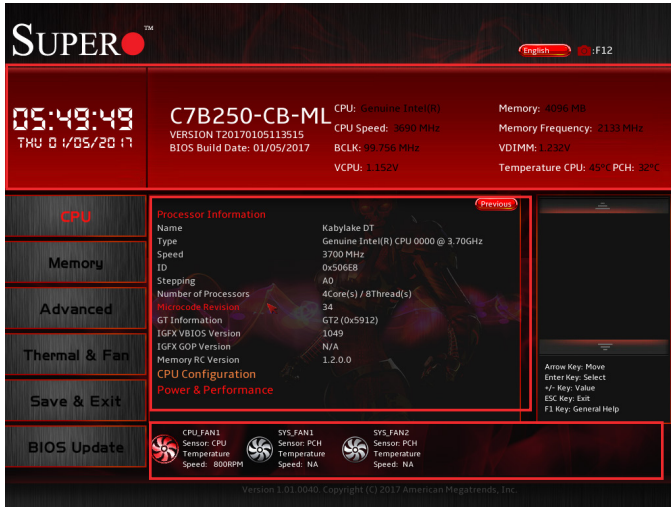 SUPER™
English :F12
05:49:49
THU 01/05/2017
C7B250-CB-ML
VERSION T20170105113515
BIOS Build Date: 01/05/2017
CPU: Genuine Intel(R)
CPU Speed: 3690 MHz
BCLK: 99.756 MHz
VCPU: 1.152V
Memory: 4096 MB
Memory Frequency: 2133 MHz
VDIMM: 1.232V
Temperature CPU: 45°C PCH: 32°C
CPU
Memory
Advanced
Thermal & Fan
Save & Exit
BIOS Update
Previous
Processor Information
Name Kabylake DT
Type Genuine Intel(R) CPU 0000 @ 3.70GHz
Speed 3700 MHz
ID 0x506E8
Stepping A0
Number of Processors 4Core(s) / 8Thread(s)
Microcode Revision 34
GT Information GT2 (0x5912)
IGFX VBIOS Version 1049
IGFX GOP Version N/A
Memory RC Version 1.2.0.0
CPU Configuration
Power & Performance
Arrow Key: Move
Enter Key: Select
+/- Key: Value
ESC Key: Exit
F1 Key: General Help
CPU_FAN1
Sensor: CPU
Temperature
Speed: 800RPM
SYS_FAN1
Sensor: PCH
Temperature
Speed: NA
SYS_FAN2
Sensor: PCH
Temperature
Speed: NA
Version 1.01.0040. Copyright (C) 2017 American Megatrends, Inc.